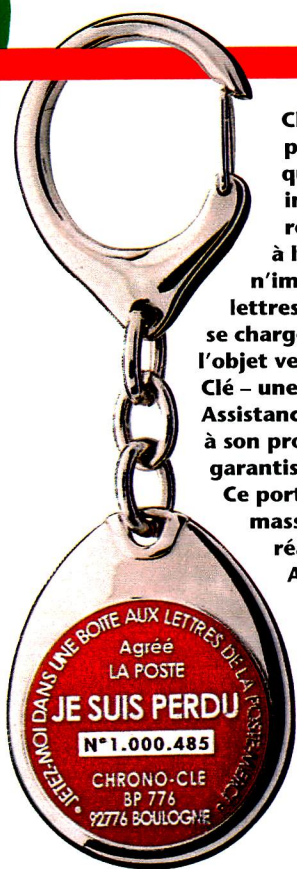 Cl
p
qu
in
re
à h
n'im
lettres
se charge
l'objet ve
Clé – une
Assistanc
à son pro
garantis
Ce port
mass
réa
A
• JETEZ-MOI DANS UNE BOITE AUX LETTRES DE LA POSTE-MERCI •
Agréé
LA POSTE
JE SUIS PERDU
N°1.000.485
CHRONO-CLE
BP 776
92776 BOULOGNE